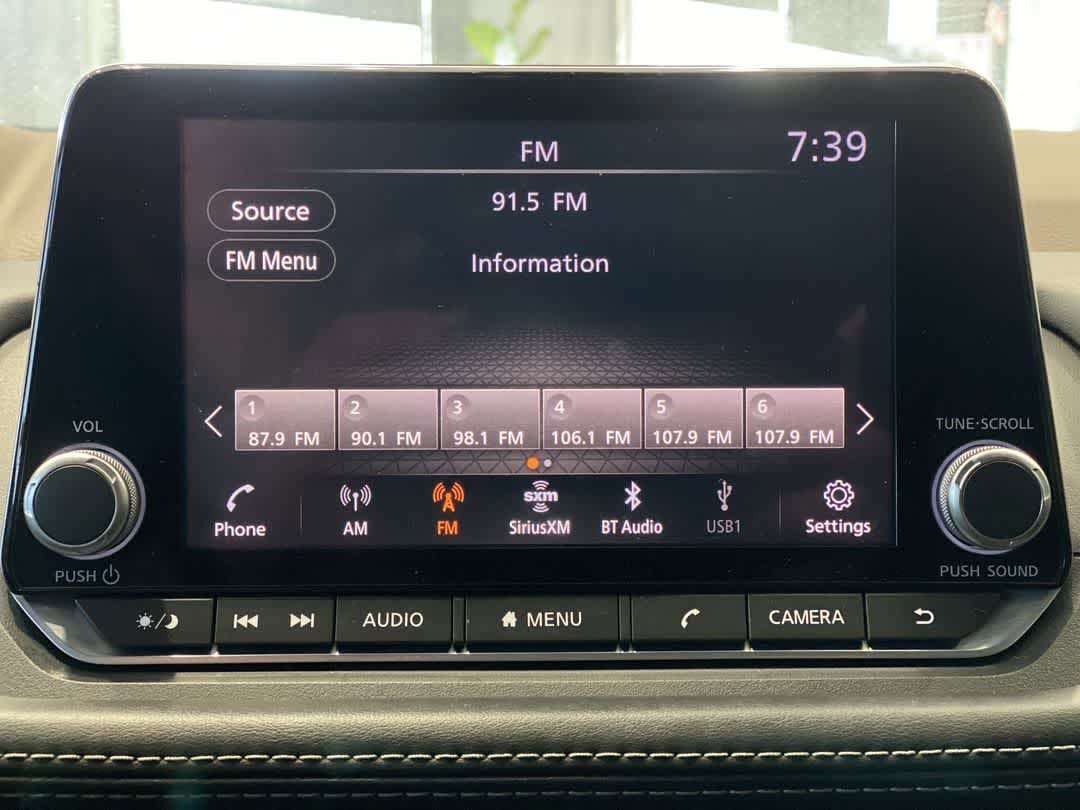 FM
7:39
91.5 FM
Source
FM Menu
Information
1
87.9 FM
2
90.1 FM
3
98.1 FM
4
106.1 FM
5
107.9 FM
6
107.9 FM
VOL
TUNE·SCROLL
Phone
AM
FM
sxm
SiriusXM
BT Audio
USB1
Settings
PUSH
PUSH SOUND
AUDIO
MENU
CAMERA